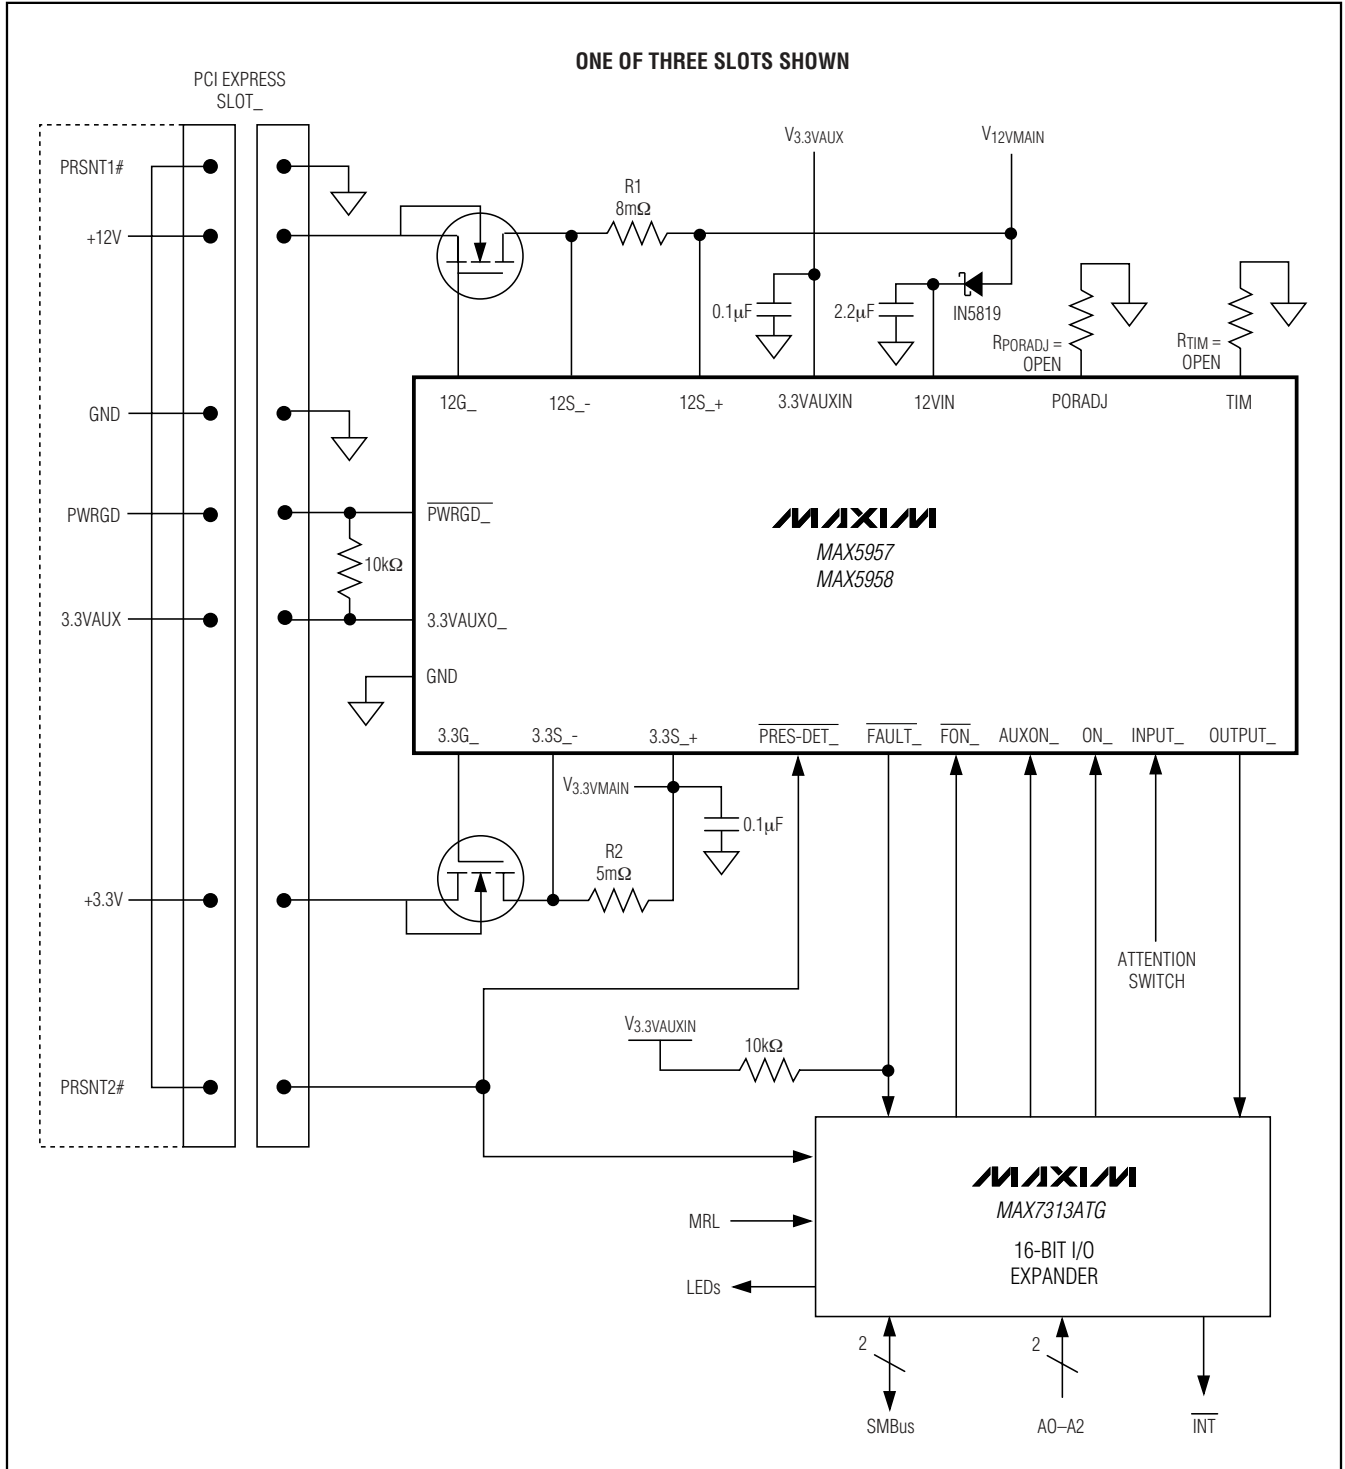 ONE OF THREE SLOTS SHOWN
PCI EXPRESS
SLOT_
PRSNT1#
+12V
GND
PWRGD
3.3VAUX
+3.3V
PRSNT2#
V3.3VAUX
V12VMAIN
R1
8mΩ
0.1µF
2.2µF
IN5819
RPORADJ =
OPEN
RTIM =
OPEN
12G_
12S_-
12S_+
3.3VAUXIN
12VIN
PORADJ
TIM
PWRGD_
10kΩ
3.3VAUXO_
GND
MAXIM
MAX5957
MAX5958
3.3G_
3.3S_-
3.3S_+
PRES-DET_
FAULT_
FON_
AUXON_
ON_
INPUT_
OUTPUT_
V3.3VMAIN
0.1µF
R2
5mΩ
ATTENTION
SWITCH
V3.3VAUXIN
10kΩ
MAXIM
MAX7313ATG
16-BIT I/O
EXPANDER
MRL
LEDs
2
2
SMBus
AO–A2
INT